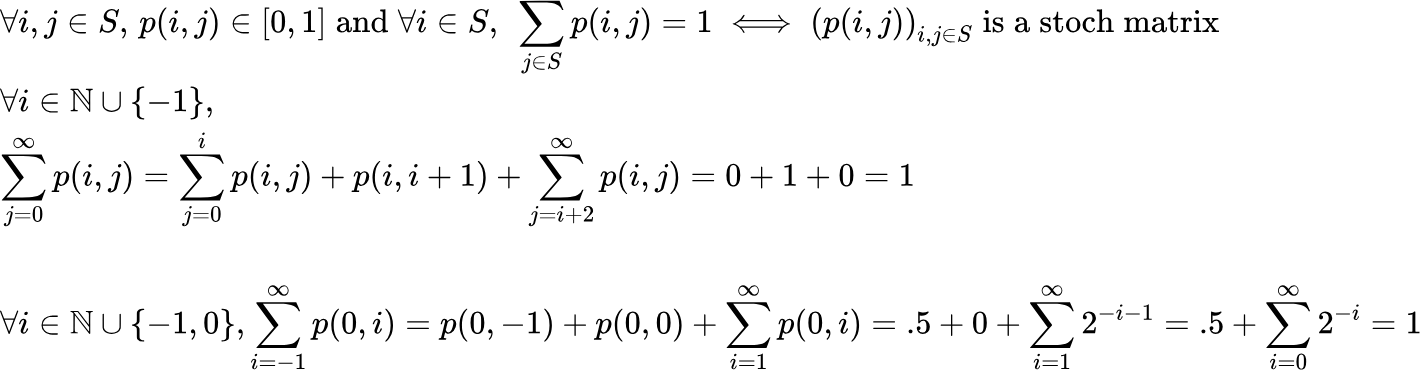 ∀i, j ∈ S, p(i, j) ∈ [0, 1] and ∀i ∈ S, ∑_{j∈S} p(i, j) = 1 ⟺ (p(i, j))_{i,j∈S} is a stoch matrix
∀i ∈ ℕ ∪ {−1},
∑_{j=0}^{∞} p(i, j) = ∑_{j=0}^{i} p(i, j) + p(i, i + 1) + ∑_{j=i+2}^{∞} p(i, j) = 0 + 1 + 0 = 1
∀i ∈ ℕ ∪ {−1, 0}, ∑_{i=−1}^{∞} p(0, i) = p(0, −1) + p(0, 0) + ∑_{i=1}^{∞} p(0, i) = .5 + 0 + ∑_{i=1}^{∞} 2^{−i−1} = .5 + ∑_{i=0}^{∞} 2^{−i} = 1